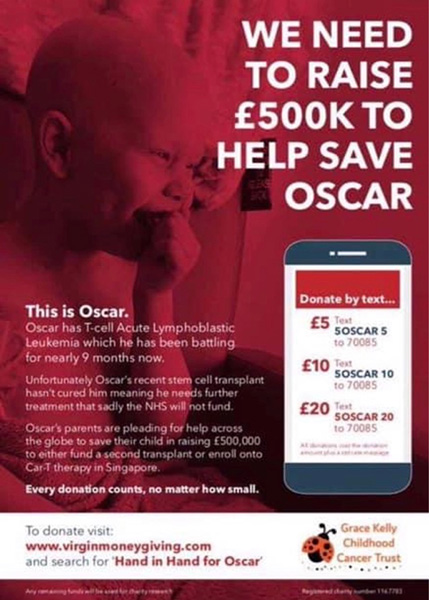 WE NEED
TO RAISE
£500K TO
HELP SAVE
OSCAR
This is Oscar.
Oscar has T-cell Acute Lymphoblastic
Leukemia which he has been battling
for nearly 9 months now.
Unfortunately Oscar's recent stem cell transplant
hasn't cured him meaning he needs further
treatment that sadly the NHS will not fund.
Oscar's parents are pleading for help across
the globe to save their child in raising £500,000
to either fund a second transplant or enroll onto
Car-T therapy in Singapore.
Every donation counts, no matter how small.
Donate by text...
£5 Text
5OSCAR 5
to 70085
£10 Text
5OSCAR 10
to 70085
£20 Text
5OSCAR 20
to 70085
All donations cost the donation
amount plus a std rate message
To donate visit:
www.virginmoneygiving.com
and search for 'Hand in Hand for Oscar'
Grace Kelly
Childhood
Cancer Trust
Any remaining funds will be used for charity research
Registered charity number 1167783